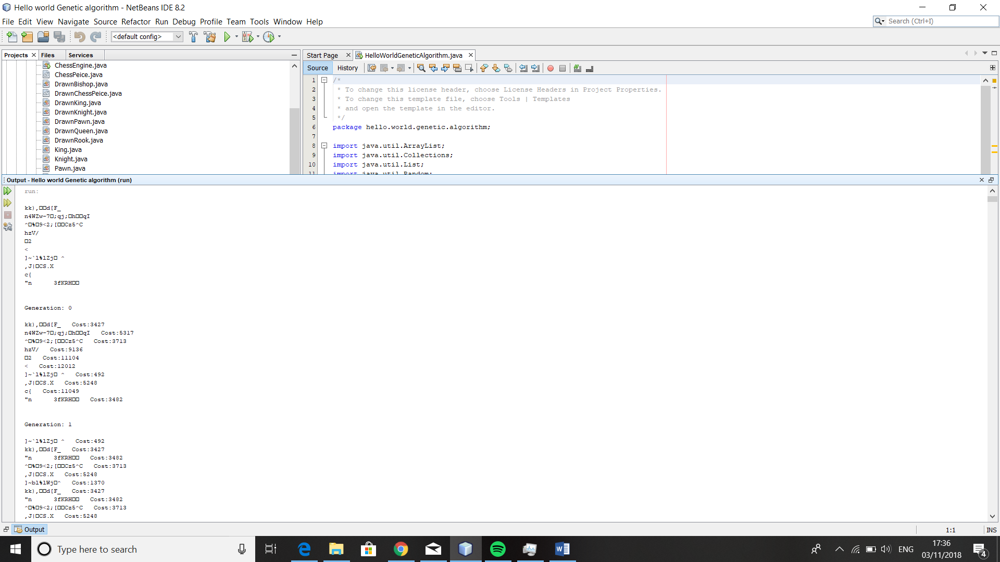 Hello world Genetic algorithm - NetBeans IDE 8.2
File Edit View Navigate Source Refactor Run Debug Profile Team Tools Window Help
Search (Ctrl+I)
<default config>
Projects Files Services
ChessEngine.java
ChessPeice.java
DrawnBishop.java
DrawnChessPeice.java
DrawnKing.java
DrawnKnight.java
DrawnPawn.java
DrawnQueen.java
DrawnRook.java
King.java
Knight.java
Pawn.java
Start Page HelloWorldGeneticAlgorithm.java
Source History
1 /*
2 * To change this license header, choose License Headers in Project Properties.
3 * To change this template file, choose Tools | Templates
4 * and open the template in the editor.
5 */
6 package hello.world.genetic.algorithm;
7
8 import java.util.ArrayList;
9 import java.util.Collections;
10 import java.util.List;
11 import java.util.Random;
Output - Hello world Genetic algorithm (run)
run:
kk),□□d[F_
n4WZw-7□;qj;□h□□qI
^□%□9<2;[□□Cz5^C
hzV/
□2
<
]~`l%lZj□ ^
,J|□CS.X
c{
"n 3fKRH□□
Generation: 0
kk),□□d[F_ Cost:3427
n4WZw-7□;qj;□h□□qI Cost:5317
^□%□9<2;[□□Cz5^C Cost:3713
hzV/ Cost:9136
□2 Cost:11104
< Cost:12012
]~`l%lZj□ ^ Cost:492
,J|□CS.X Cost:5248
c{ Cost:11049
"n 3fKRH□□ Cost:3482
Generation: 1
]~`l%lZj□ ^ Cost:492
kk),□□d[F_ Cost:3427
"n 3fKRH□□ Cost:3482
^□%□9<2;[□□Cz5^C Cost:3713
,J|□CS.X Cost:5248
]~bl%lWj□^ Cost:1370
kk),□□d[F_ Cost:3427
"n 3fKRH□□ Cost:3482
^□%□9<2;[□□Cz5^C Cost:3713
,J|□CS.X Cost:5248
Output
1:1 INS
Type here to search
ENG
17:36
03/11/2018
4